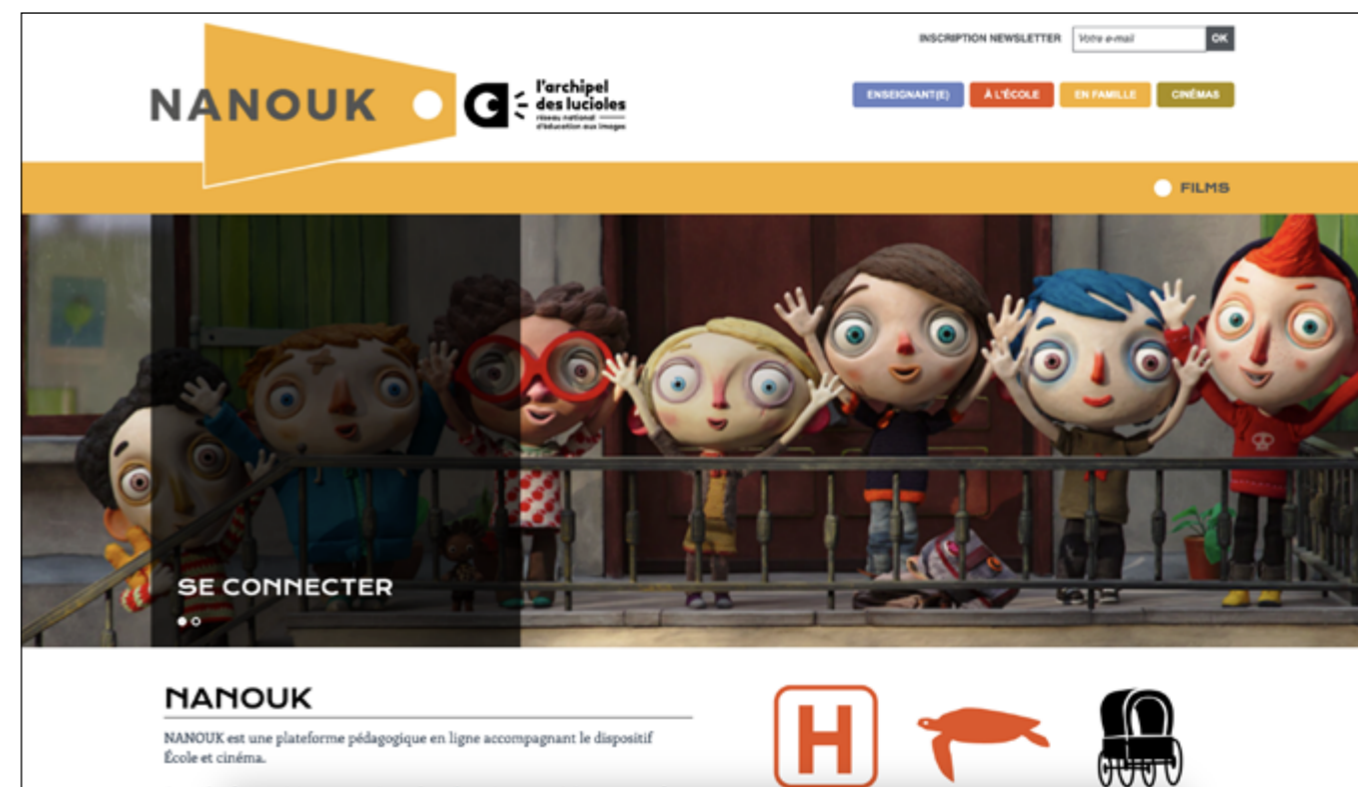 INSCRIPTION NEWSLETTER Votre e-mail OK
NANOUK
l'archipel
des lucioles
réseau national
d'éducation aux images
ENSEIGNANT(E) À L'ÉCOLE EN FAMILLE CINÉMAS
FILMS
SE CONNECTER
NANOUK
NANOUK est une plateforme pédagogique en ligne accompagnant le dispositif
École et cinéma.
H